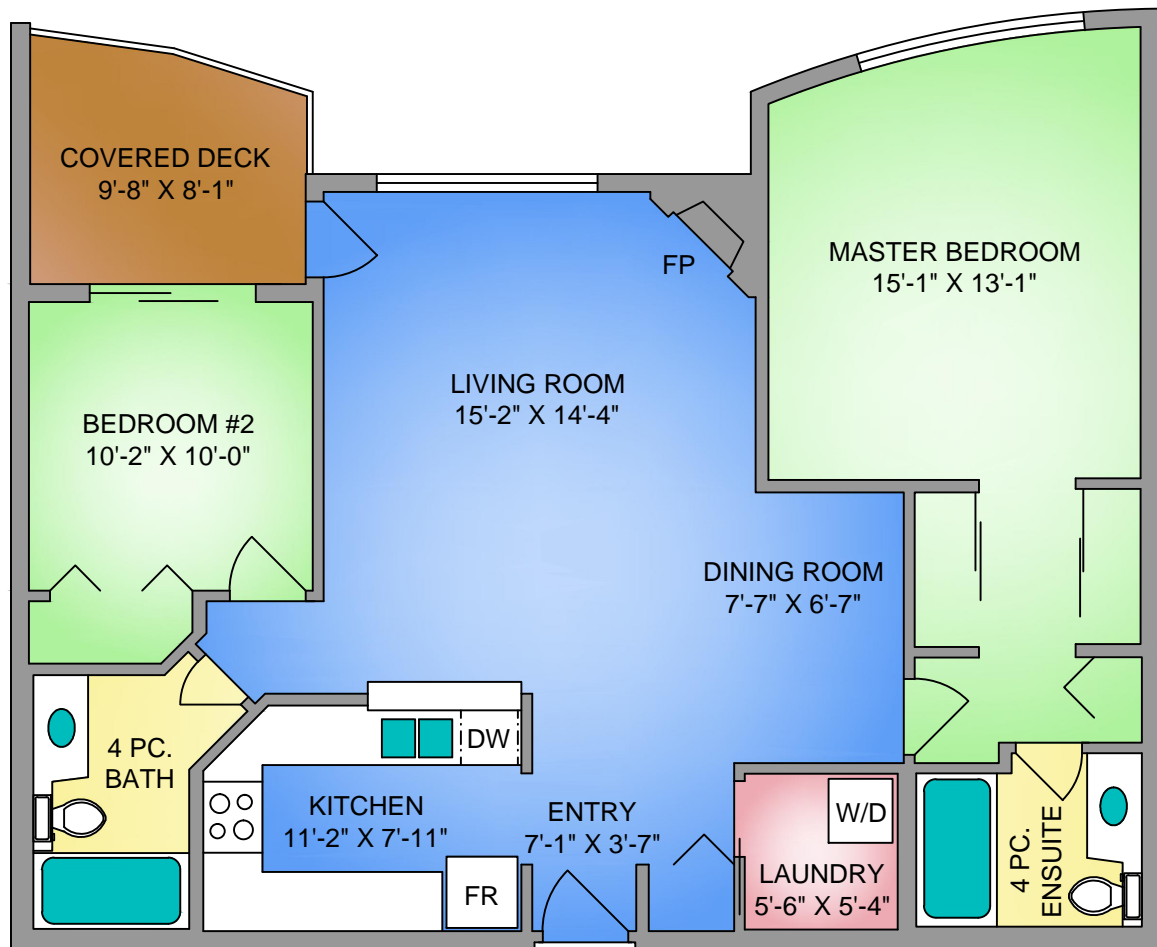 COVERED DECK
9'-8" X 8'-1"
MASTER BEDROOM
15'-1" X 13'-1"
FP
LIVING ROOM
15'-2" X 14'-4"
BEDROOM #2
10'-2" X 10'-0"
DINING ROOM
7'-7" X 6'-7"
4 PC.
BATH
DW
KITCHEN
11'-2" X 7'-11"
ENTRY
7'-1" X 3'-7"
FR
W/D
LAUNDRY
5'-6" X 5'-4"
4 PC.
ENSUITE